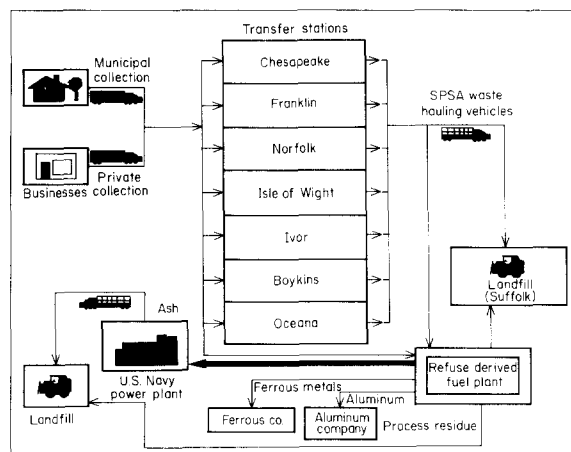 Transfer stations
Municipal
collection
Chesapeake
Franklin
SPSA waste
hauling vehicles
Norfolk
Businesses
Private
collection
Isle of Wight
Ivor
Boykins
Landfill
(Suffolk)
Ash
Oceana
U.S. Navy
power plant
Refuse derived
fuel plant
Landfill
Ferrous metals
Aluminum
Ferrous co.
Aluminum
company
Process residue